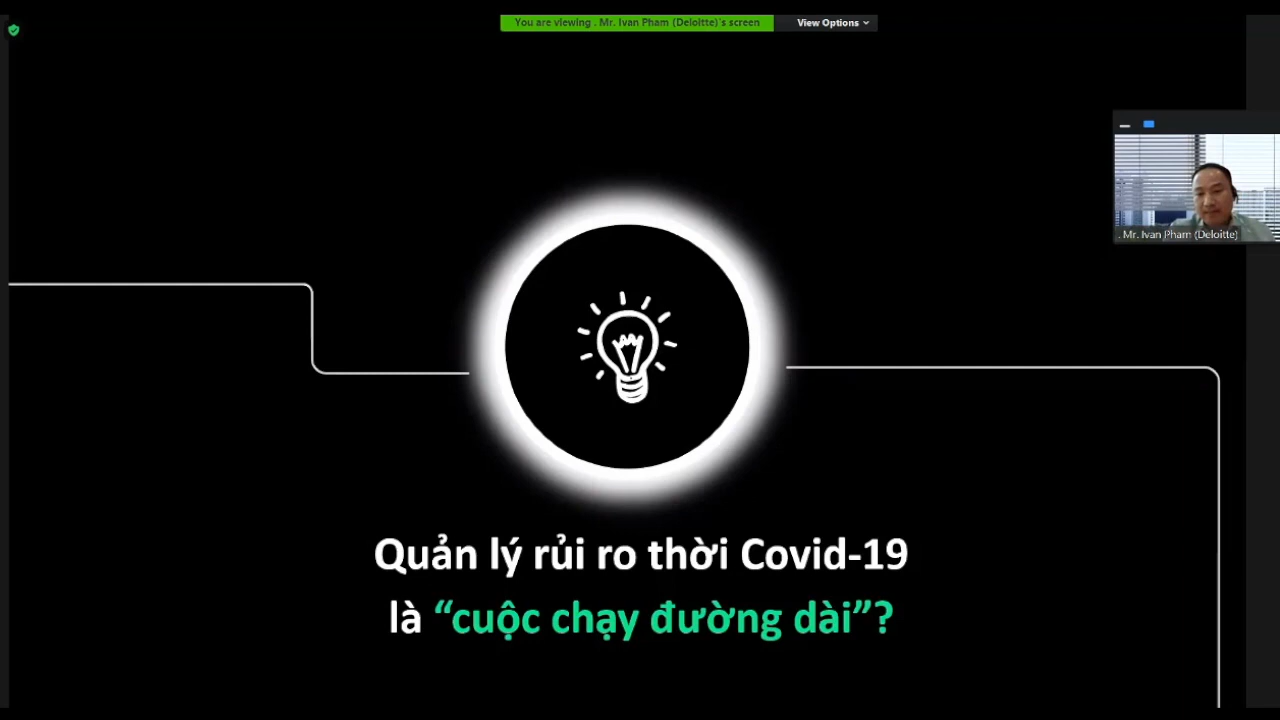 You are viewing . Mr. Ivan Pham (Deloitte)'s screen
View Options
. Mr. Ivan Pham (Deloitte)
Quản lý rủi ro thời Covid-19
là “cuộc chạy đường dài”?